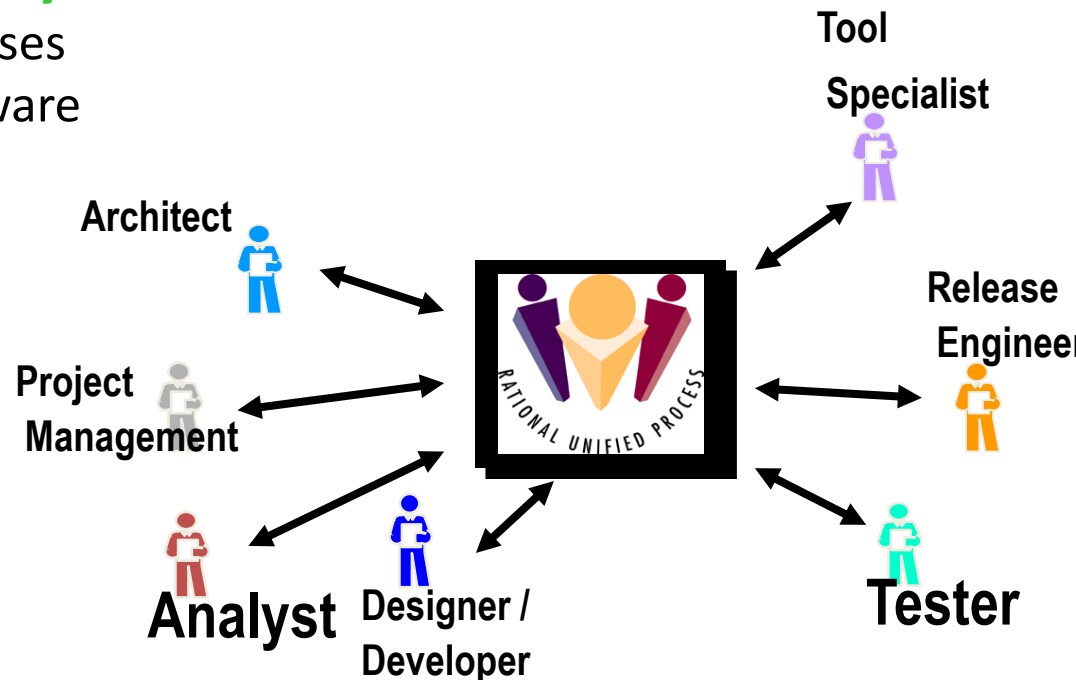 ses
vare
Tool
Specialist
Architect
Release
Engineer
Project
Management
RATIONAL UNIFIED PROCESS
Analyst
Designer /
Developer
Tester